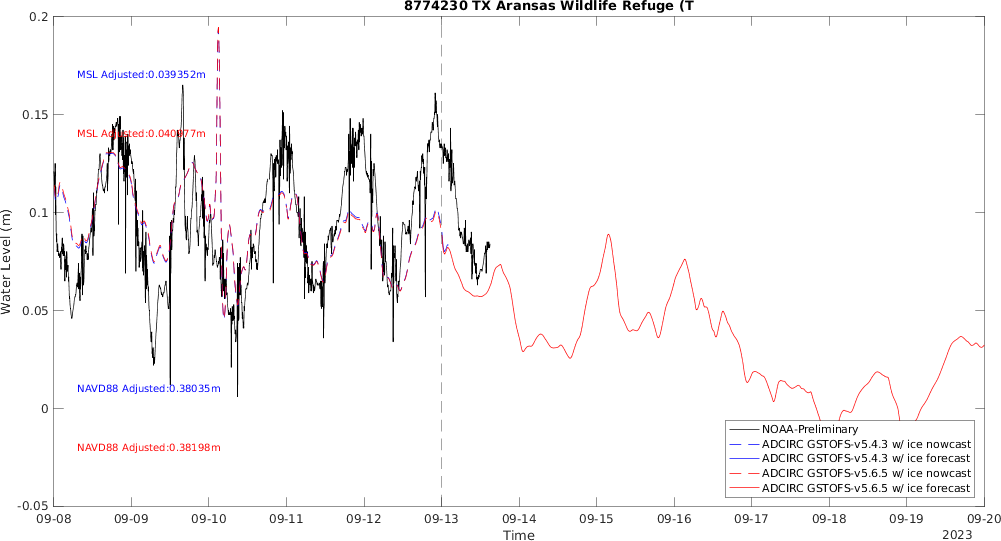 8774230 TX Aransas Wildlife Refuge (T
0.2
0.15
0.1
0.05
0
-0.05
Water Level (m)
MSL Adjusted:0.039352m
MSL Adjusted:0.040977m
NAVD88 Adjusted:0.38035m
NAVD88 Adjusted:0.38198m
NOAA-Preliminary
ADCIRC GSTOFS-v5.4.3 w/ ice nowcast
ADCIRC GSTOFS-v5.4.3 w/ ice forecast
ADCIRC GSTOFS-v5.6.5 w/ ice nowcast
ADCIRC GSTOFS-v5.6.5 w/ ice forecast
09-08 09-09 09-10 09-11 09-12 09-13 09-14 09-15 09-16 09-17 09-18 09-19 09-20
Time
2023